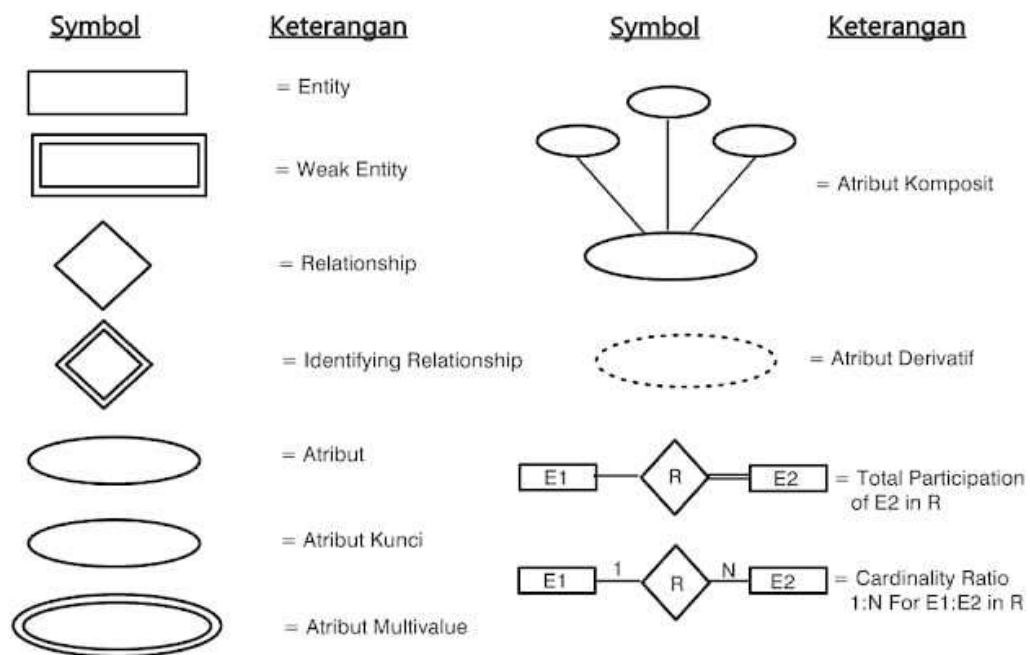 Symbol
Keterangan
= Entity
= Weak Entity
= Relationship
= Identifying Relationship
= Atribut
= Atribut Kunci
= Atribut Multivalue
Symbol
Keterangan
= Atribut Komposit
= Atribut Derivatif
E1 R E2 = Total Participation
of E2 in R
E1 1 R N E2 = Cardinality Ratio
1:N For E1:E2 in R